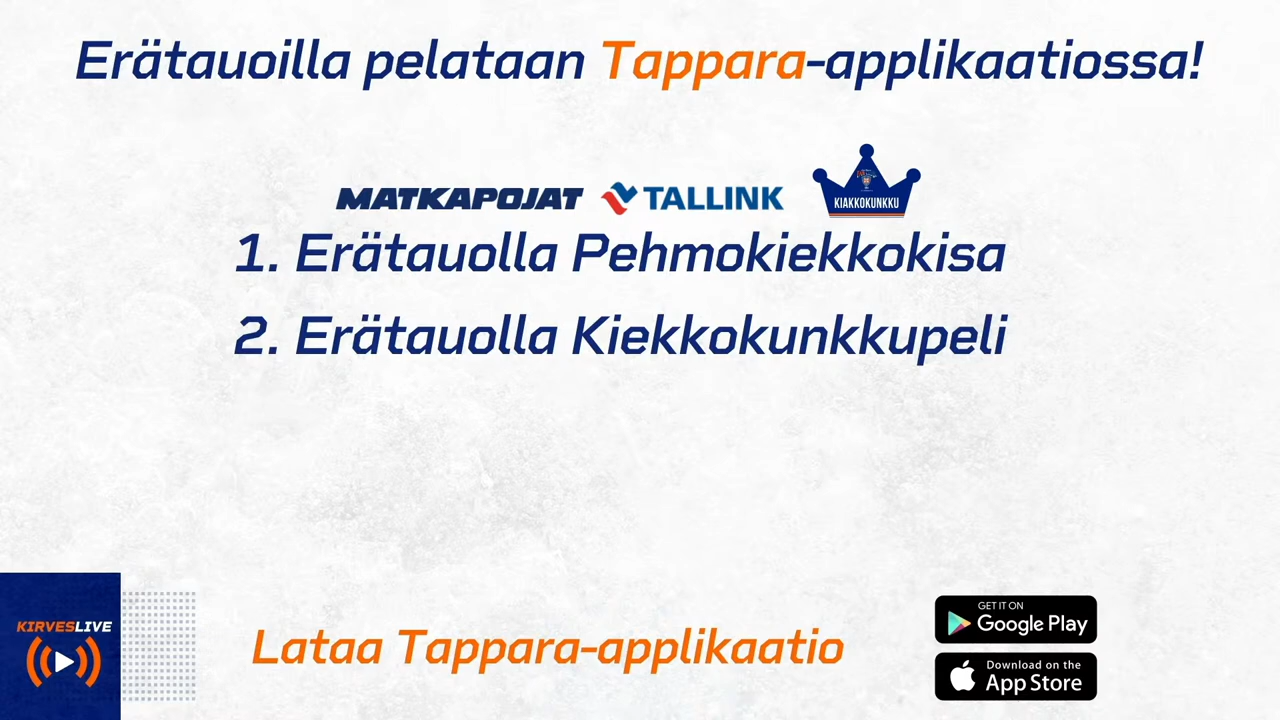 Erätauoilla pelataan Tappara-applikaatiossa!
MATKAPOJAT TALLINK KIAKKOKUNKKU
1. Erätauolla Pehmokiekkokisa
2. Erätauolla Kiekkokunkkupeli
KIRVESLIVE
Lataa Tappara-applikaatio
GET IT ON
Google Play
Download on the
App Store